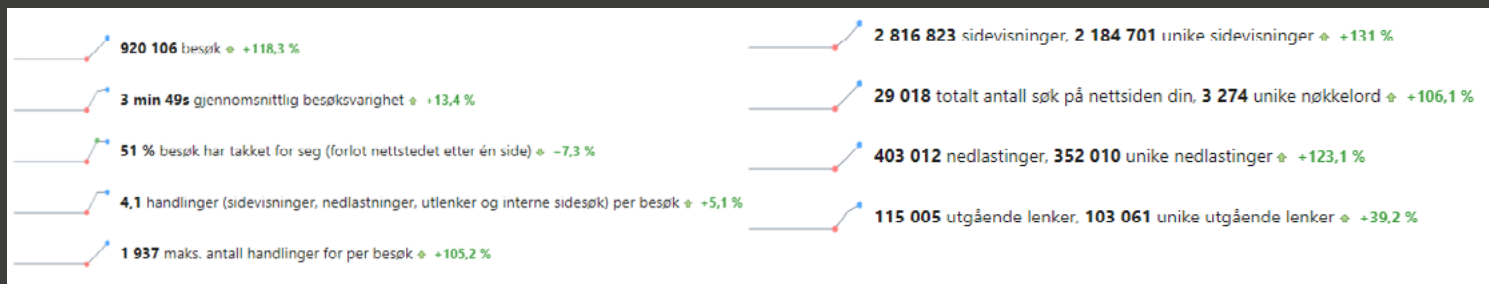 920 106 besøk +118,3 %
3 min 49s gjennomsnittlig besøksvarighet +13,4 %
51 % besøk har takket for seg (forlot nettstedet etter én side) −7,3 %
4,1 handlinger (sidevisninger, nedlastninger, utlenker og interne sidesøk) per besøk +5,1 %
1 937 maks. antall handlinger for per besøk +105,2 %
2 816 823 sidevisninger, 2 184 701 unike sidevisninger +131 %
29 018 totalt antall søk på nettsiden din, 3 274 unike nøkkelord +106,1 %
403 012 nedlastinger, 352 010 unike nedlastinger +123,1 %
115 005 utgående lenker, 103 061 unike utgående lenker +39,2 %